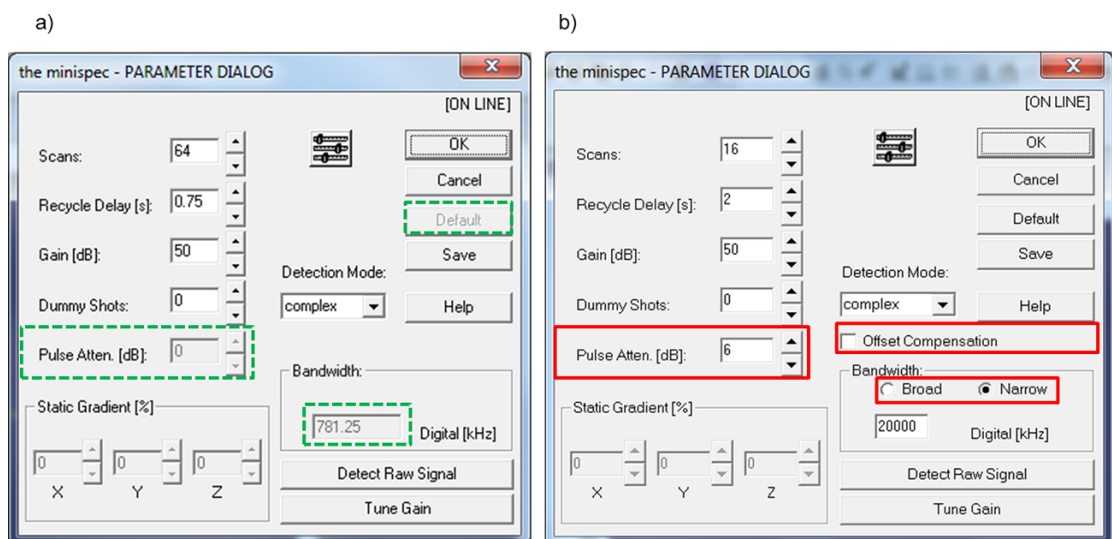 a)
the minispec - PARAMETER DIALOG
[ON LINE]
Scans:
64
OK
Cancel
Recycle Delay [s]:
0.75
Default
Gain [dB]:
50
Save
Detection Mode:
Dummy Shots:
0
complex
Help
Pulse Atten. [dB]:
0
Bandwidth:
Static Gradient [%]
781.25
Digital [kHz]
0
0
0
X
Y
Z
Detect Raw Signal
Tune Gain
b)
the minispec - PARAMETER DIALOG
[ON LINE]
Scans:
16
OK
Cancel
Recycle Delay [s]:
2
Default
Gain [dB]:
50
Save
Detection Mode:
Dummy Shots:
0
complex
Help
Pulse Atten. [dB]:
6
Offset Compensation
Bandwidth:
Broad
Narrow
Static Gradient [%]
20000
Digital [kHz]
0
0
0
X
Y
Z
Detect Raw Signal
Tune Gain